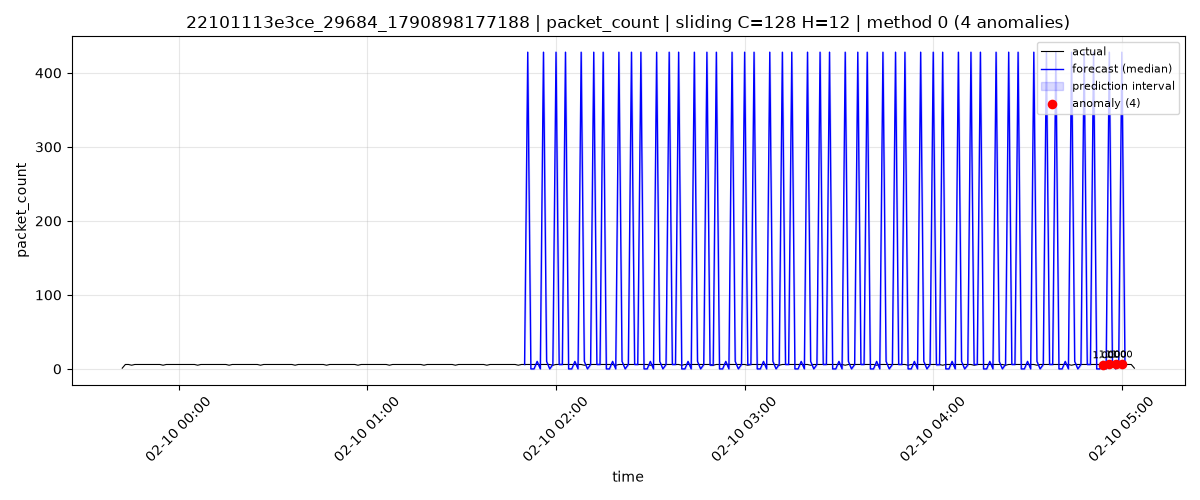 22101113e3ce_29684_1790898177188 | packet_count | sliding C=128 H=12 | method 0 (4 anomalies)
actual
forecast (median)
prediction interval
anomaly (4)
packet_count
400
300
200
100
0
02-10 00:00
02-10 01:00
02-10 02:00
02-10 03:00
02-10 04:00
02-10 05:00
time